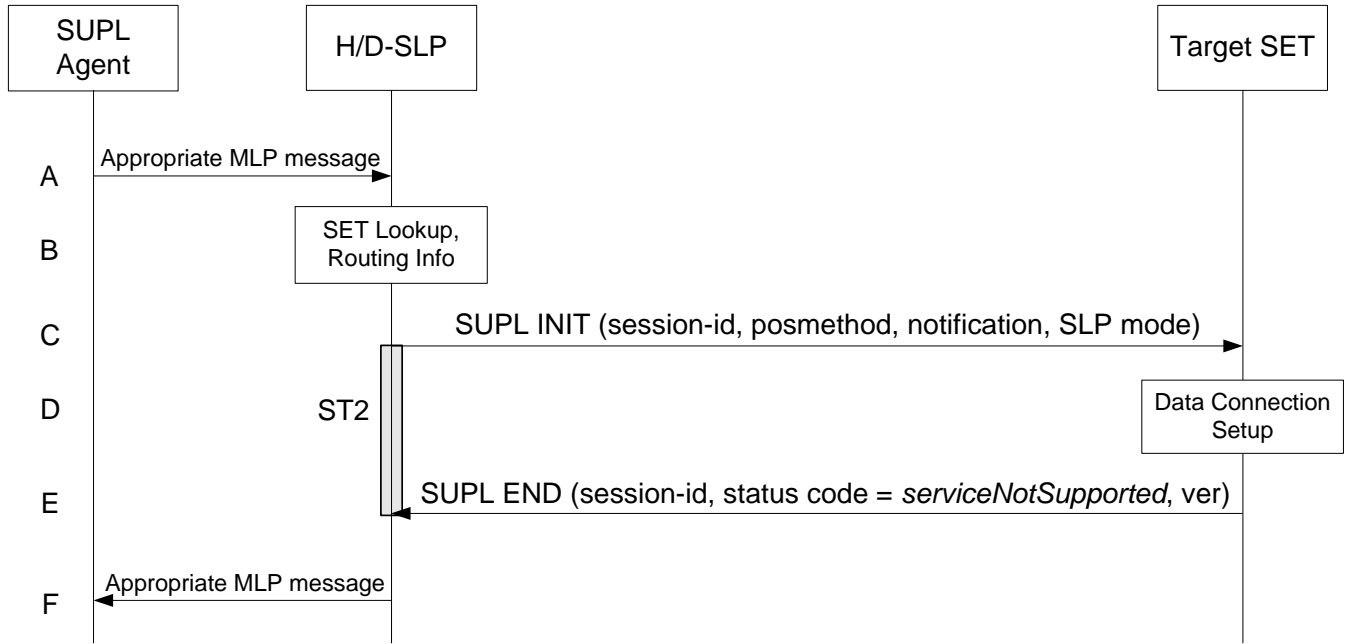 SUPL
Agent
H/D-SLP
Target SET
A
Appropriate MLP message
B
SET Lookup,
Routing Info
C
SUPL INIT (session-id, posmethod, notification, SLP mode)
D
ST2
Data Connection
Setup
E
SUPL END (session-id, status code = serviceNotSupported, ver)
F
Appropriate MLP message